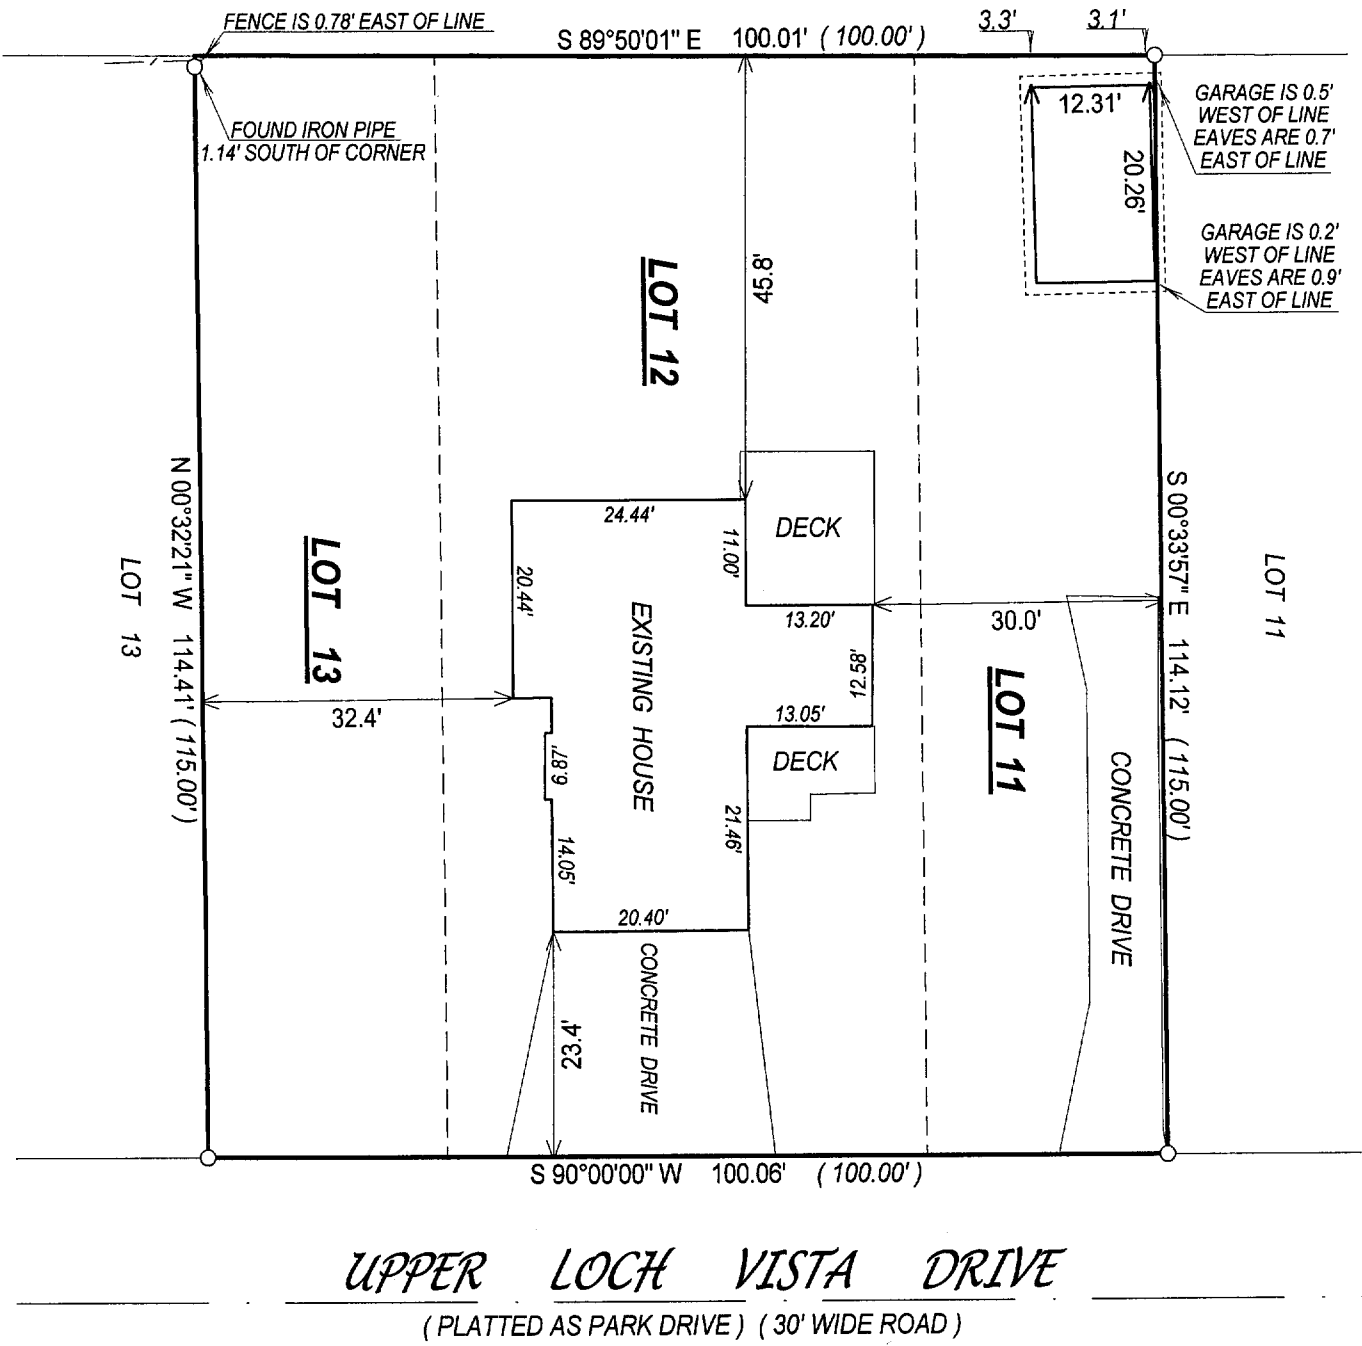 FENCE IS 0.78' EAST OF LINE
S 89°50'01" E 100.01' ( 100.00' )
3.3'
3.1'
FOUND IRON PIPE
1.14' SOUTH OF CORNER
12.31'
20.26'
GARAGE IS 0.5'
WEST OF LINE
EAVES ARE 0.7'
EAST OF LINE
GARAGE IS 0.2'
WEST OF LINE
EAVES ARE 0.9'
EAST OF LINE
LOT 12
45.8'
N 00°32'21" W 114.41' ( 115.00' )
LOT 13
LOT 13
24.44'
20.44'
11.00'
DECK
13.20'
30.0'
S 00°33'57" E 114.12' ( 115.00' )
LOT 11
EXISTING HOUSE
12.58'
LOT 11
32.4'
13.05'
DECK
6.87'
21.46'
14.05'
CONCRETE DRIVE
20.40'
CONCRETE DRIVE
23.4'
S 90°00'00" W 100.06' ( 100.00' )
UPPER LOCH VISTA DRIVE
( PLATTED AS PARK DRIVE ) ( 30' WIDE ROAD )